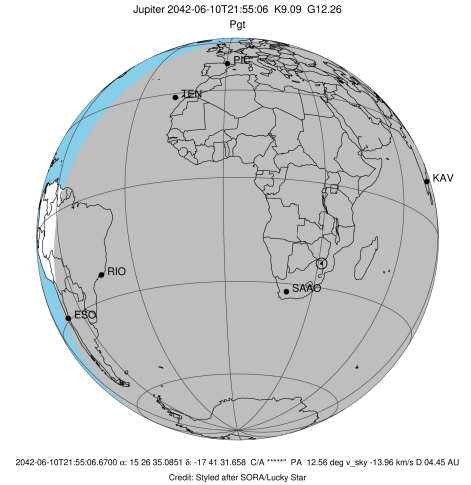 Jupiter 2042-06-10T21:55:06 K9.09 G12.26
Pgt
PIC
TEN
KAV
RIO
SAAO
ESO
2042-06-10T21:55:06.6700 α: 15 26 35.0851 δ: -17 41 31.658 C/A *****" PA 12.56 deg v_sky -13.96 km/s D 04.45 AU
Credit: Styled after SORA/Lucky Star